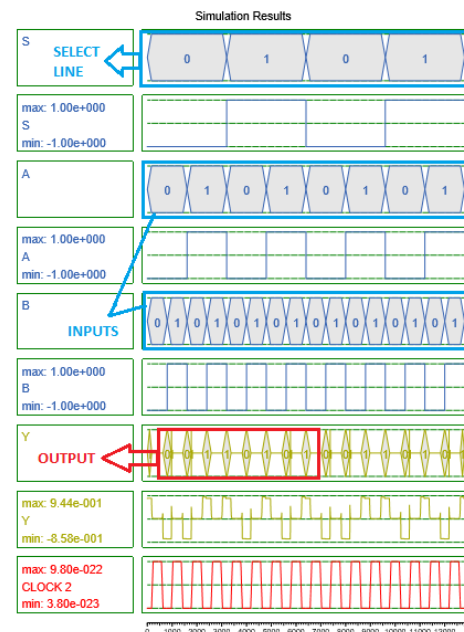 Simulation Results
S
SELECT
LINE
0 1 0 1
max: 1.00e+000
S
min: -1.00e+000
A
0 1 0 1 0 1 0 1
max: 1.00e+000
A
min: -1.00e+000
B
INPUTS
0 1 0 1 0 1 0 1 0 1 0 1 0 1 0 1
max: 1.00e+000
B
min: -1.00e+000
Y
OUTPUT
max: 9.44e-001
Y
min: -8.58e-001
max: 9.80e-022
CLOCK 2
min: 3.80e-023